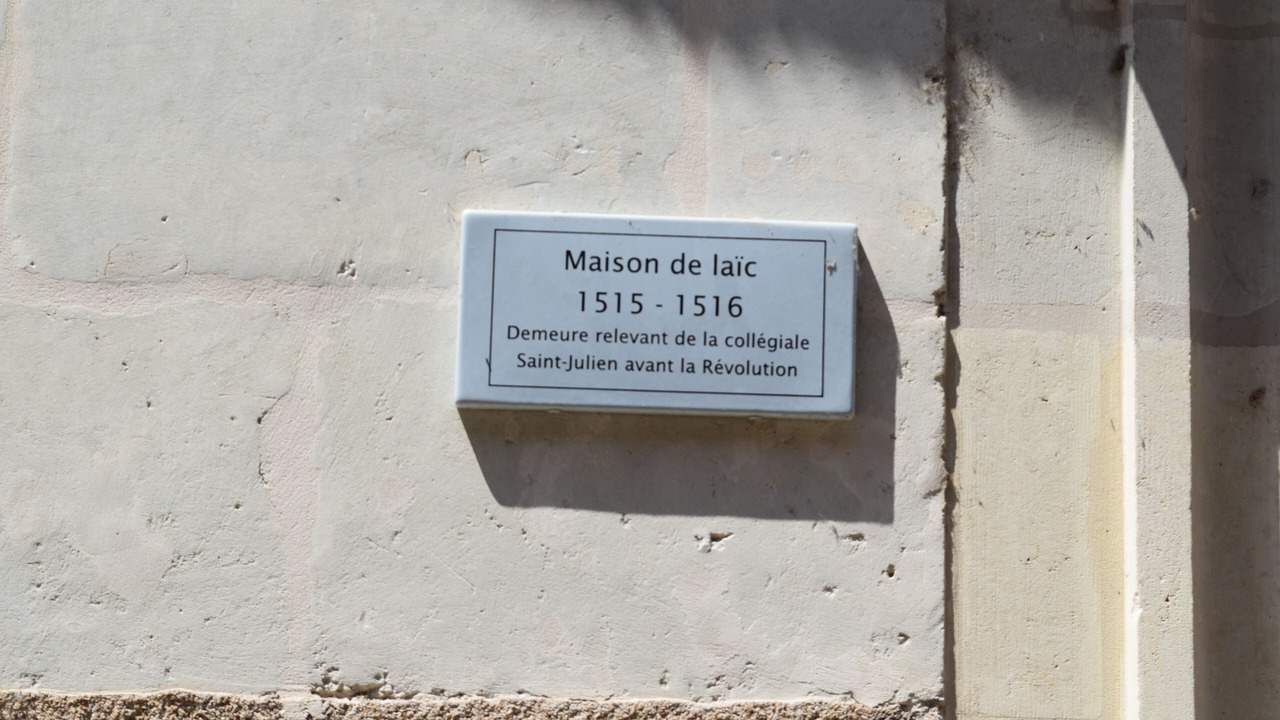 Maison de laïc
1515 - 1516
Demeure relevant de la collégiale
Saint-Julien avant la Révolution